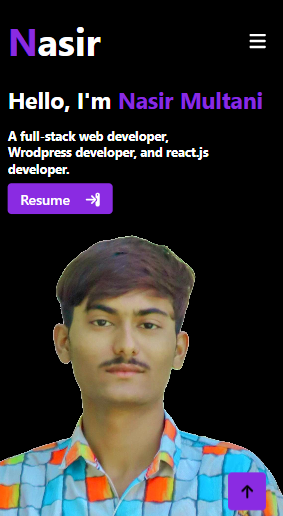 Nasir
Hello, I'm Nasir Multani
A full-stack web developer,
Wrodpress developer, and react.js
developer.
Resume